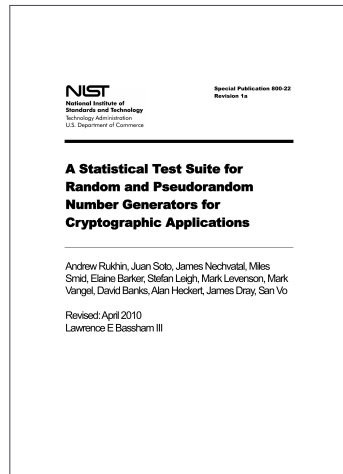 NIST
National Institute of
Standards and Technology
Technology Administration
U.S. Department of Commerce
Special Publication 800-22
Revision 1a
A Statistical Test Suite for
Random and Pseudorandom
Number Generators for
Cryptographic Applications
Andrew Rukhin, Juan Soto, James Nechvatal, Miles
Smid, Elaine Barker, Stefan Leigh, Mark Levenson, Mark
Vangel, David Banks, Alan Heckert, James Dray, San Vo
Revised: April 2010
Lawrence E Bassham III